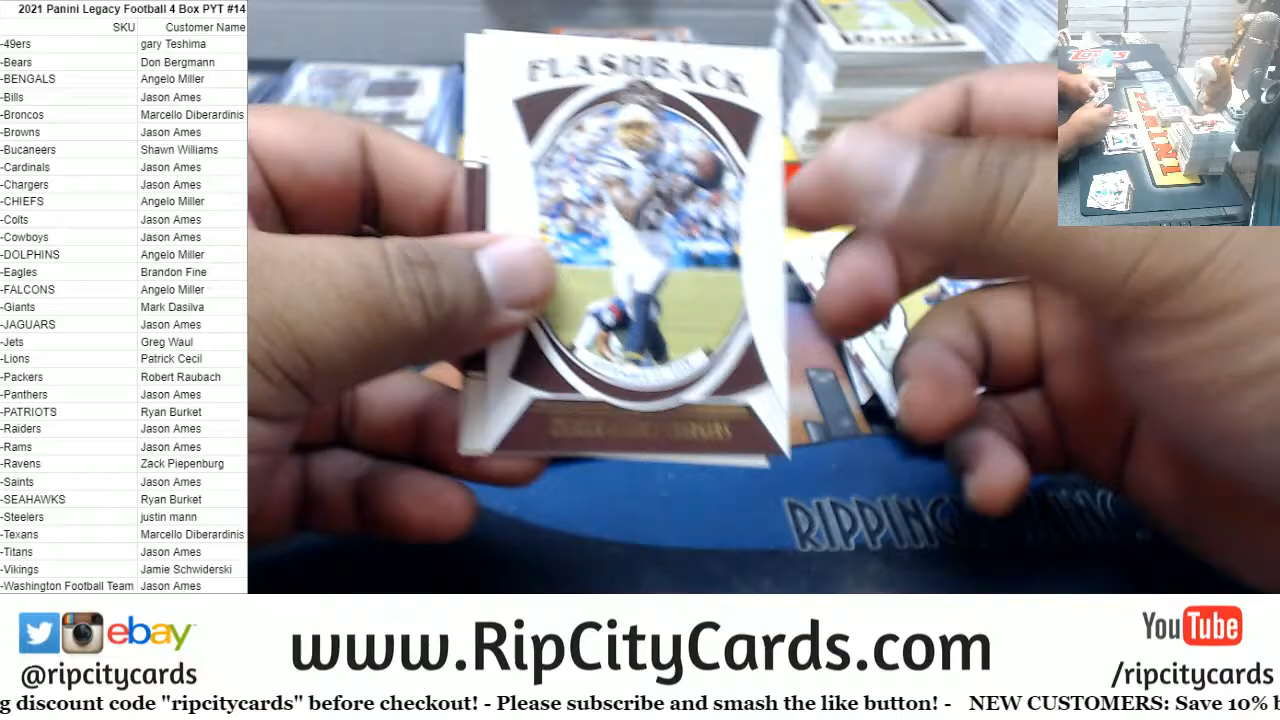 2021 Panini Legacy Football 4 Box PYT #14
SKU Customer Name
-49ers gary Teshima
-Bears Don Bergmann
-BENGALS Angelo Miller
-Bills Jason Ames
-Broncos Marcello Diberardinis
-Browns Jason Ames
-Bucaneers Shawn Williams
-Cardinals Jason Ames
-Chargers Jason Ames
-CHIEFS Angelo Miller
-Colts Jason Ames
-Cowboys Jason Ames
-DOLPHINS Angelo Miller
-Eagles Brandon Fine
-FALCONS Angelo Miller
-Giants Mark Dasilva
-JAGUARS Jason Ames
-Jets Greg Waul
-Lions Patrick Cecil
-Packers Robert Raubach
-Panthers Jason Ames
-PATRIOTS Ryan Burket
-Raiders Jason Ames
-Rams Jason Ames
-Ravens Zack Piepenburg
-Saints Jason Ames
-SEAHAWKS Ryan Burket
-Steelers justin mann
-Texans Marcello Diberardinis
-Titans Jason Ames
-Vikings Jamie Schwiderski
-Washington Football Team Jason Ames
FLASHBACK
RIPPING
PANINI
ebay
@ripcitycards
www.RipCityCards.com
YouTube
/ripcitycards
g discount code "ripcitycards" before checkout! - Please subscribe and smash the like button! - NEW CUSTOMERS: Save 10%